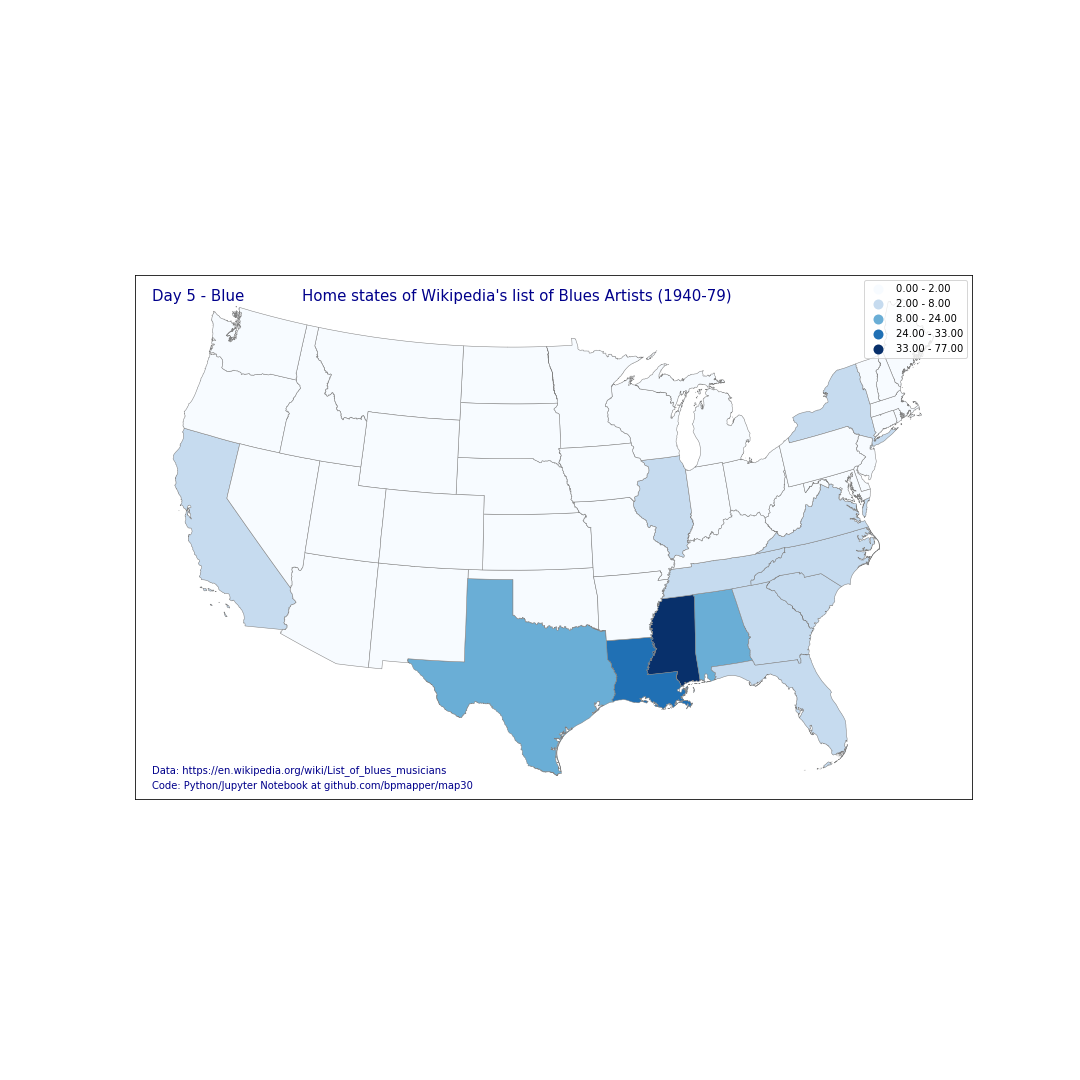 Day 5 - Blue
Home states of Wikipedia's list of Blues Artists (1940-79)
0.00 - 2.00
2.00 - 8.00
8.00 - 24.00
24.00 - 33.00
33.00 - 77.00
Data: https://en.wikipedia.org/wiki/List_of_blues_musicians
Code: Python/Jupyter Notebook at github.com/bpmapper/map30